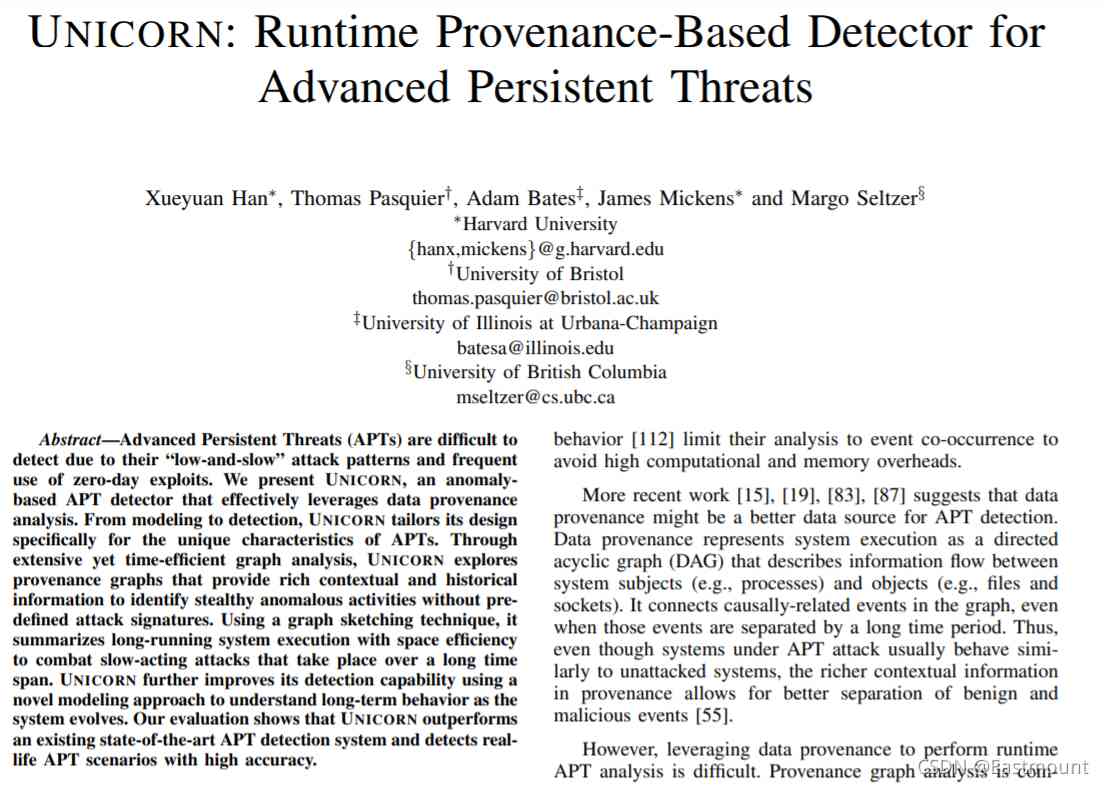 UNICORN: Runtime Provenance-Based Detector for
Advanced Persistent Threats
Xueyuan Han*, Thomas Pasquier†, Adam Bates‡, James Mickens* and Margo Seltzer§
*Harvard University
{hanx,mickens}@g.harvard.edu
†University of Bristol
thomas.pasquier@bristol.ac.uk
‡University of Illinois at Urbana-Champaign
batesa@illinois.edu
§University of British Columbia
mseltzer@cs.ubc.ca
Abstract—Advanced Persistent Threats (APTs) are difficult to
detect due to their “low-and-slow” attack patterns and frequent
use of zero-day exploits. We present UNICORN, an anomaly-
based APT detector that effectively leverages data provenance
analysis. From modeling to detection, UNICORN tailors its design
specifically for the unique characteristics of APTs. Through
extensive yet time-efficient graph analysis, UNICORN explores
provenance graphs that provide rich contextual and historical
information to identify stealthy anomalous activities without pre-
defined attack signatures. Using a graph sketching technique, it
summarizes long-running system execution with space efficiency
to combat slow-acting attacks that take place over a long time
span. UNICORN further improves its detection capability using a
novel modeling approach to understand long-term behavior as the
system evolves. Our evaluation shows that UNICORN outperforms
an existing state-of-the-art APT detection system and detects real-
life APT scenarios with high accuracy.
behavior [112] limit their analysis to event co-occurrence to
avoid high computational and memory overheads.
More recent work [15], [19], [83], [87] suggests that data
provenance might be a better data source for APT detection.
Data provenance represents system execution as a directed
acyclic graph (DAG) that describes information flow between
system subjects (e.g., processes) and objects (e.g., files and
sockets). It connects causally-related events in the graph, even
when those events are separated by a long time period. Thus,
even though systems under APT attack usually behave simi-
larly to unattacked systems, the richer contextual information
in provenance allows for better separation of benign and
malicious events [55].
However, leveraging data provenance to perform runtime
APT analysis is difficult. Provenance graph analysis is com-
CSDN @Eastmount